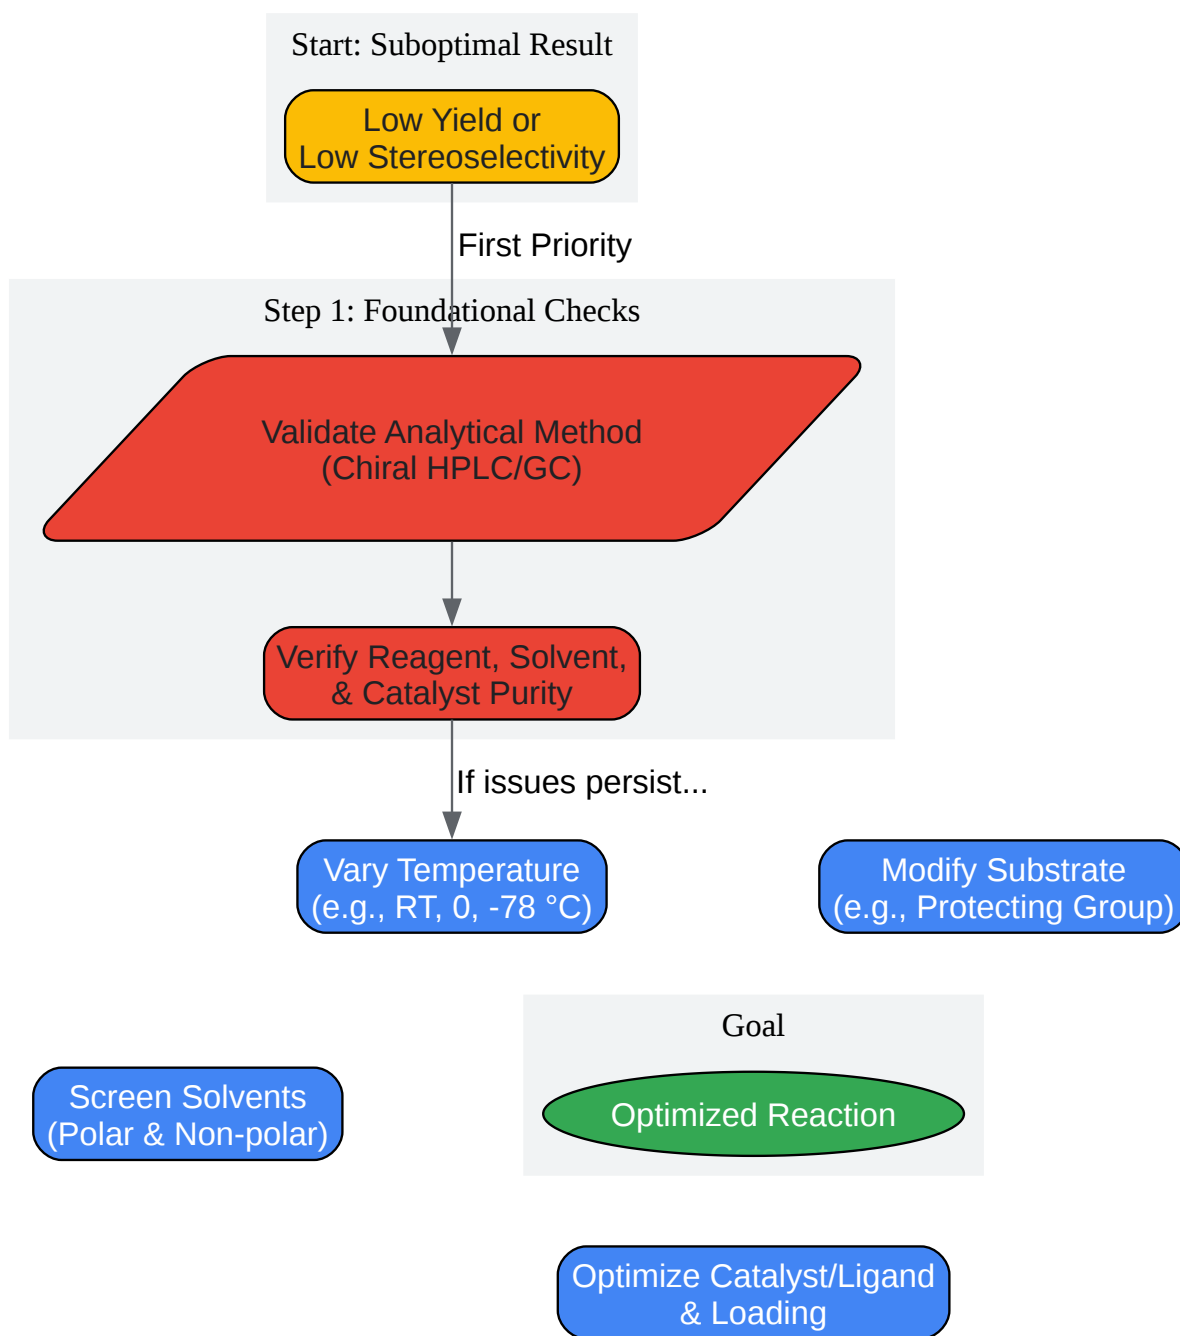 Start: Suboptimal Result
Low Yield or
Low Stereoselectivity
First Priority
Step 1: Foundational Checks
Validate Analytical Method
(Chiral HPLC/GC)
Verify Reagent, Solvent,
& Catalyst Purity
If issues persist...
Vary Temperature
(e.g., RT, 0, -78 °C)
Modify Substrate
(e.g., Protecting Group)
Goal
Optimized Reaction
Screen Solvents
(Polar & Non-polar)
Optimize Catalyst/Ligand
& Loading